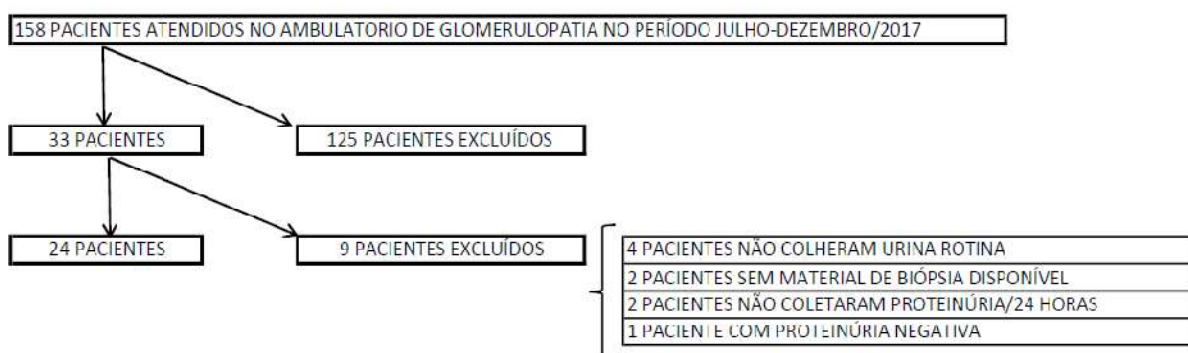 158 PACIENTES ATENDIDOS NO AMBULATORIO DE GLOMERULOPATIA NO PERÍODO JULHO-DEZEMBRO/2017
33 PACIENTES
125 PACIENTES EXCLUÍDOS
24 PACIENTES
9 PACIENTES EXCLUÍDOS
4 PACIENTES NÃO COLHERAM URINA ROTINA
2 PACIENTES SEM MATERIAL DE BIÓPSIA DISPONÍVEL
2 PACIENTES NÃO COLETARAM PROTEINÚRIA/24 HORAS
1 PACIENTE COM PROTEINÚRIA NEGATIVA